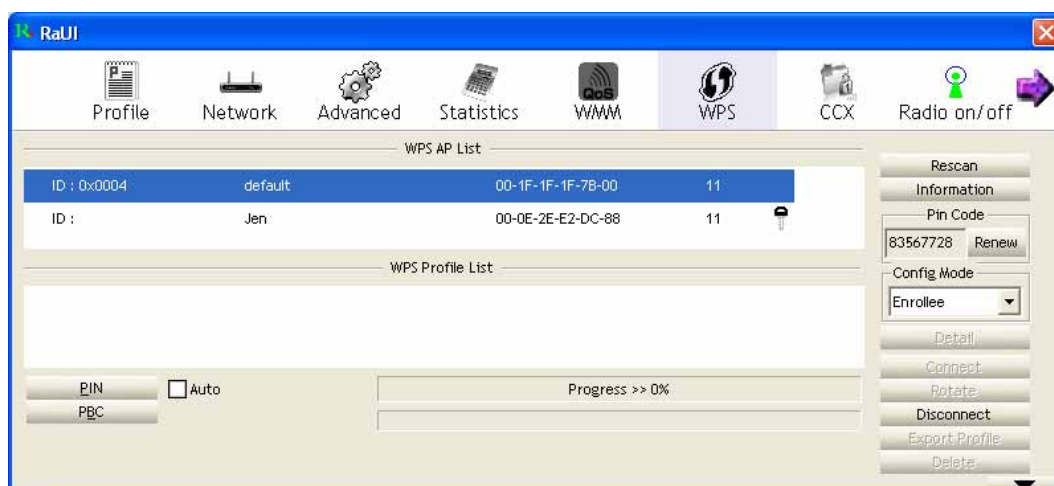 RaUI
Profile Network Advanced Statistics QoS WMM WPS CCX Radio on/off
WPS AP List
ID : 0x0004 default 00-1F-1F-1F-7B-00 11
ID : Jen 00-0E-2E-E2-DC-88 11
WPS Profile List
PIN Auto Progress >> 0%
PBC
Rescan
Information
Pin Code
83567728 Renew
Config Mode
Enrollee
Detail
Connect
Rotate
Disconnect
Export Profile
Delete